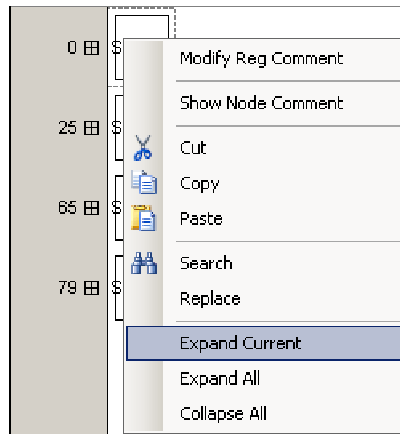 0 S
Modify Reg Comment
Show Node Comment
25 S
Cut
Copy
65 S
Paste
Search
79 S
Replace
Expand Current
Expand All
Collapse All